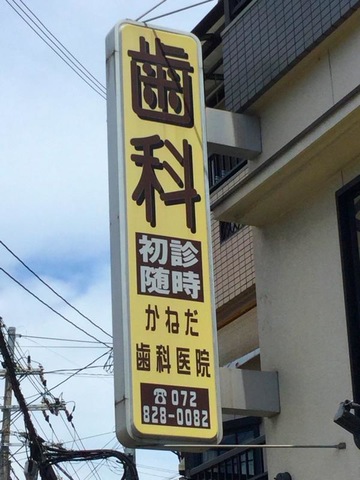 歯科
初診
随時
かねだ
歯科医院
☎072
828-0082